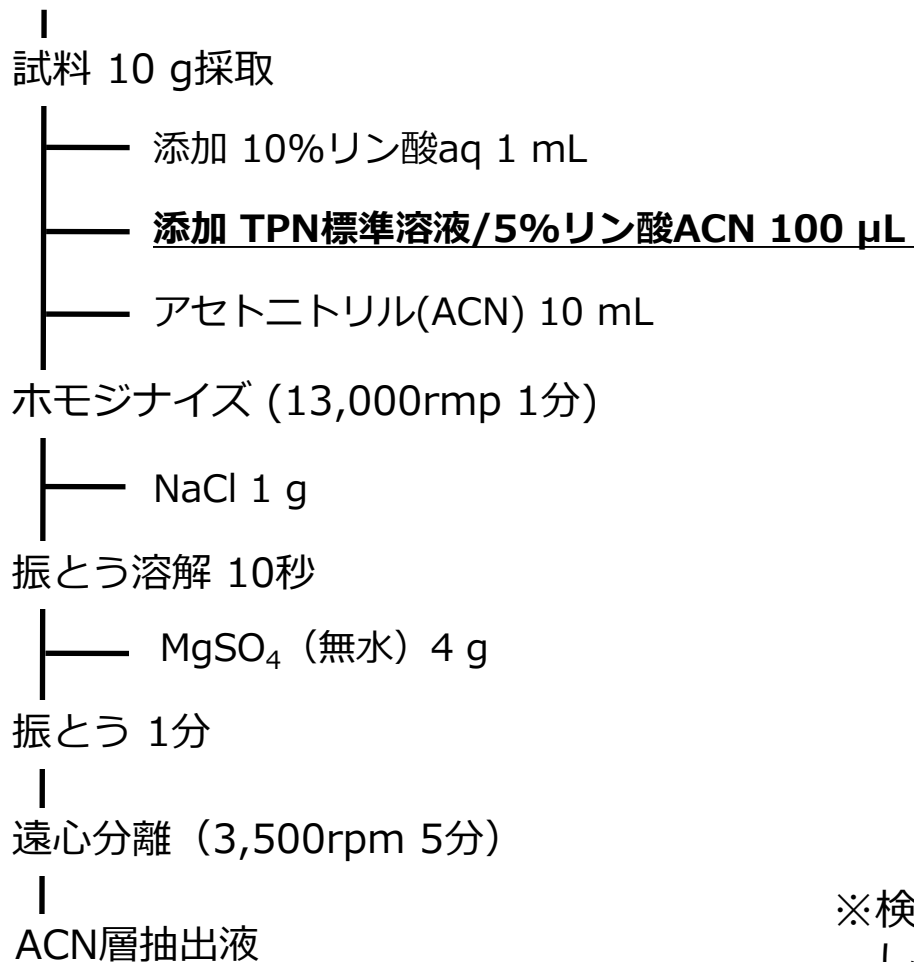 試料 10 g採取
添加 10%リン酸aq 1 mL
添加 TPN標準溶液/5%リン酸ACN 100 µL
アセトニトリル(ACN) 10 mL
ホモジナイズ (13,000rmp 1分)
NaCl 1 g
振とう溶解 10秒
MgSO₄（無水）4 g
振とう 1分
遠心分離（3,500rpm 5分）
ACN層抽出液
※検